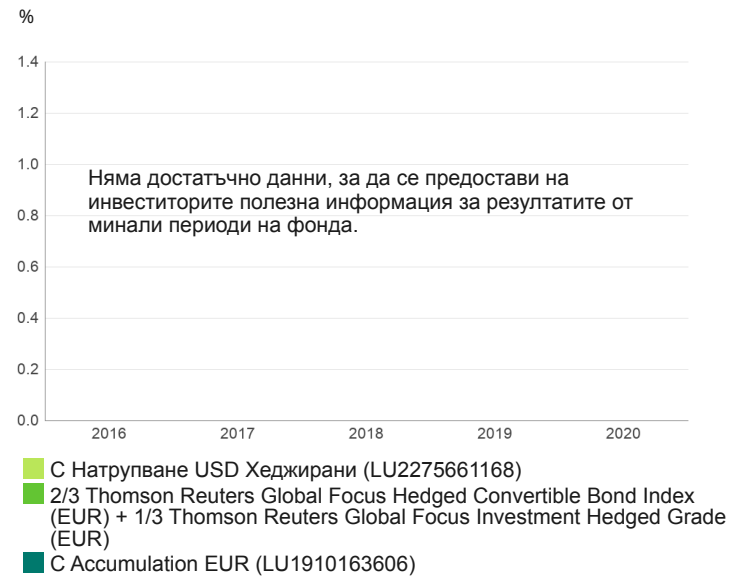 %
1.4
1.2
1.0
Няма достатъчно данни, за да се предостави на
инвеститорите полезна информация за резултатите от
0.8
минали периоди на фонда.
0.6
0.4
0.2
0.0
2016 2017 2018 2019 2020
С Натрупване USD Хеджирани (LU2275661168)
2/3 Thomson Reuters Global Focus Hedged Convertible Bond Index
(EUR) + 1/3 Thomson Reuters Global Focus Investment Hedged Grade
(EUR)
C Accumulation EUR (LU1910163606)